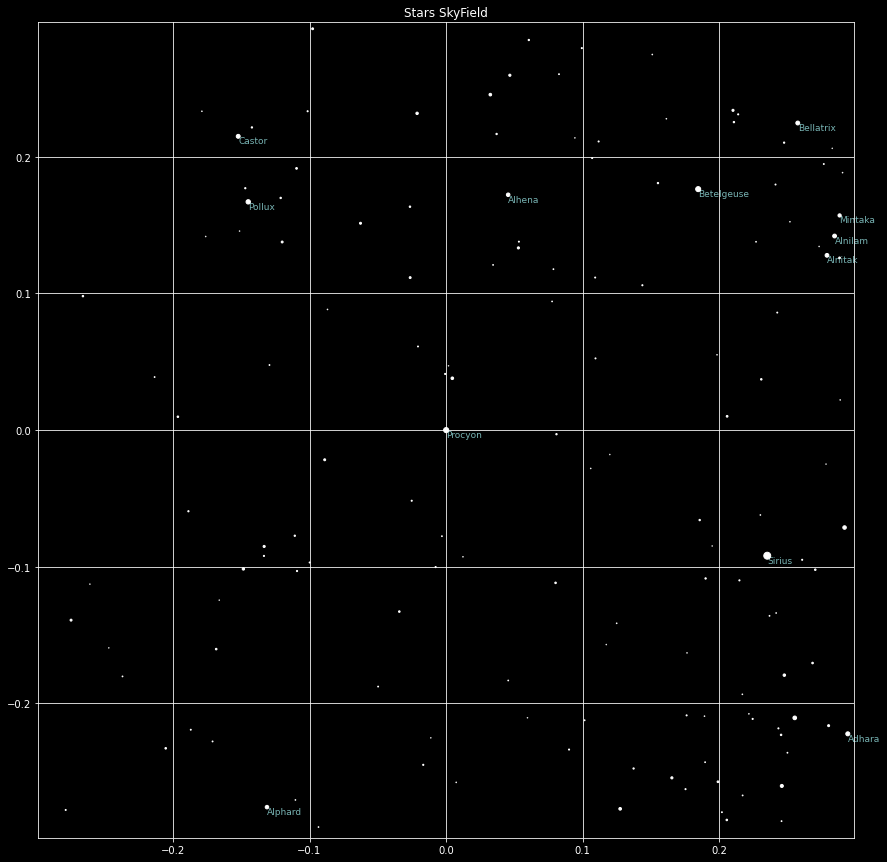 Stars SkyField
Bellatrix
Castor
0.2
Betelgeuse
Alhena
Pollux
Mintaka
Alnilam
Alnitak
0.1
0.0
Procyon
Sirius
−0.1
−0.2
Adhara
Alphard
−0.2
−0.1
0.0
0.1
0.2